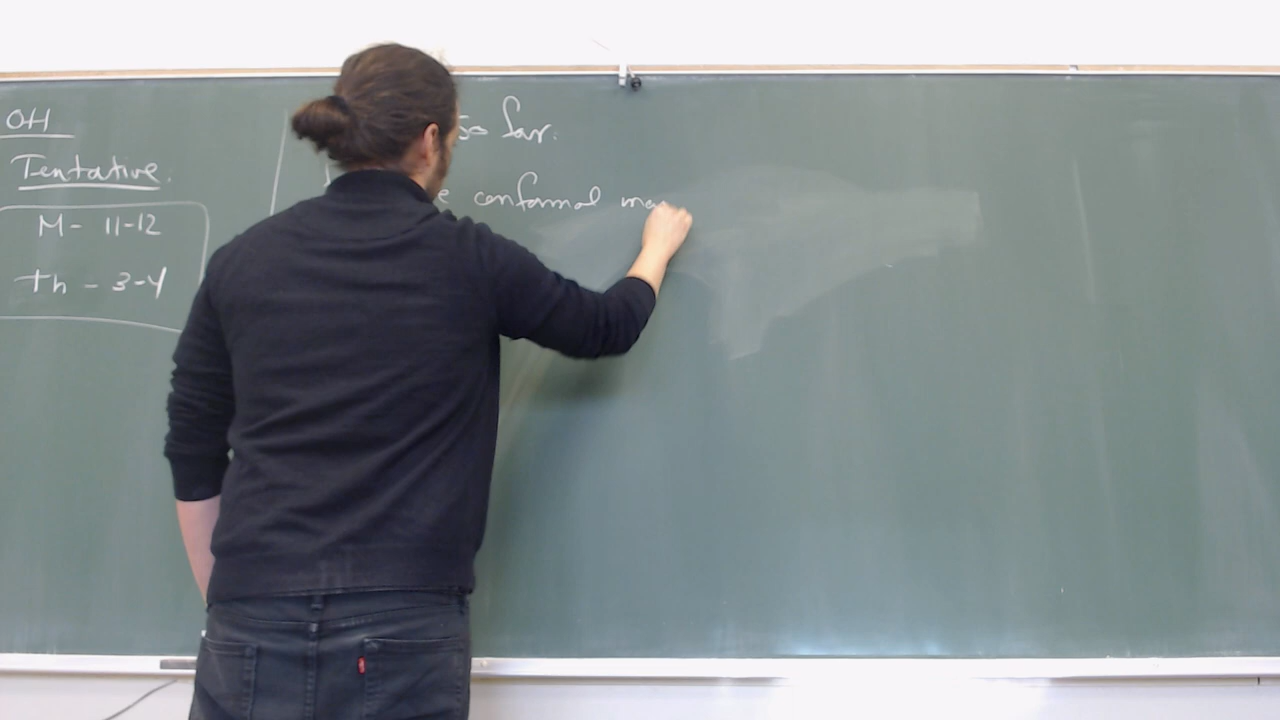 OH
Tentative.
M - 11-12
Th - 3-4
So far.
conformal